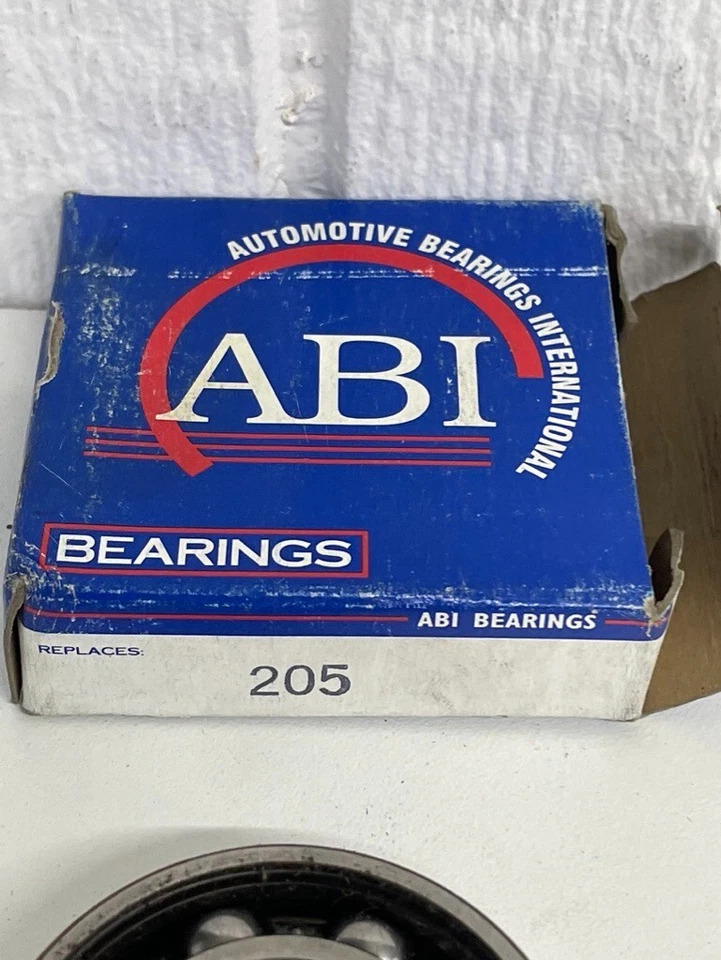 AUTOMOTIVE BEARINGS INTERNATIONAL
ABI
BEARINGS
ABI BEARINGS
REPLACES:
205